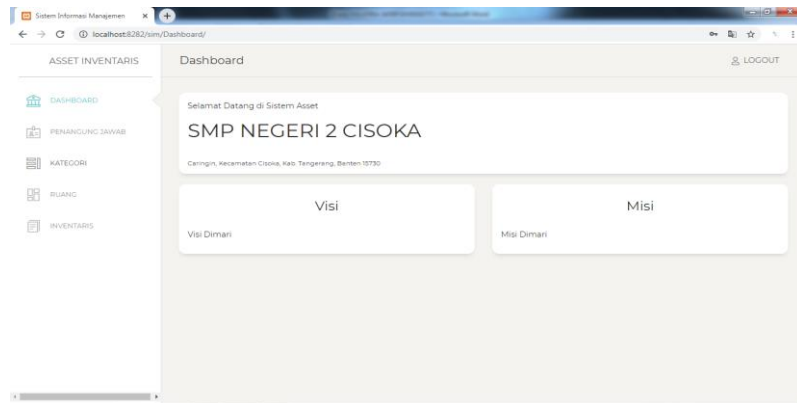 Sistem Informasi Manajemen
localhost:8282/sim/Dashboard/
ASSET INVENTARIS
Dashboard
LOGOUT
DASHBOARD
PENANGUNG JAWAB
KATEGORI
RUANG
INVENTARIS
Selamat Datang di Sistem Asset
SMP NEGERI 2 CISOKA
Caringin, Kecamatan Cisoka, Kab. Tangereng, Banten 15730
Visi
Visi Dimari
Misi
Misi Dimari